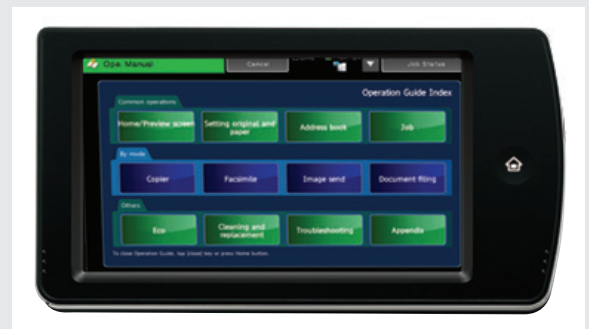 Ope. Manual
Cancel
Job Status
Operation Guide Index
Common operations
Home/Preview screen
Setting original and
paper
Address book
Job
By mode
Copier
Facsimile
Image send
Document filing
Others
Eco
Cleaning and
replacement
Troubleshooting
Appendix
To close Operation Guide, tap [close] key or press Home button.